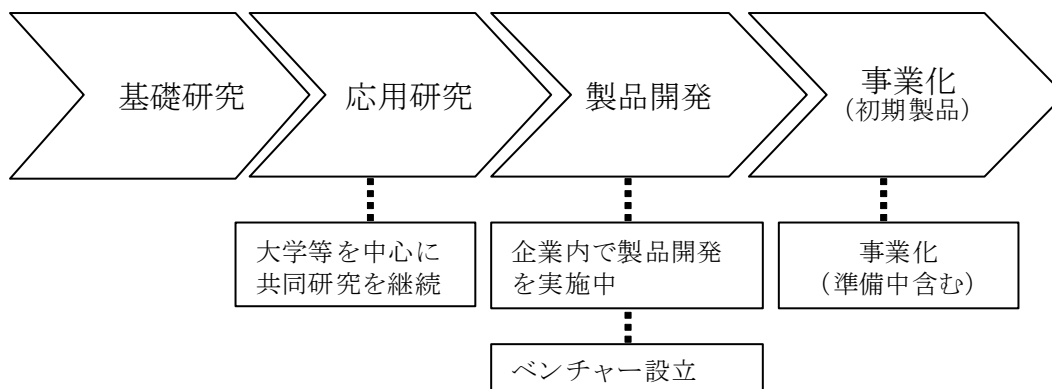 基礎研究
応用研究
製品開発
事業化
（初期製品）
大学等を中心に
共同研究を継続
企業内で製品開発
を実施中
事業化
（準備中含む）
ベンチャー設立